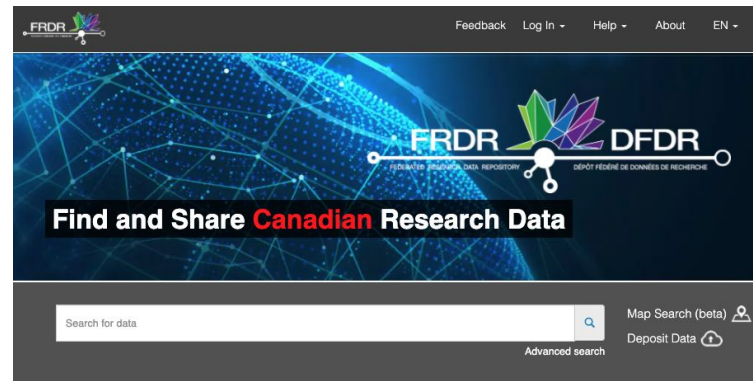 FRDR
Feedback Log In Help About EN
FRDR DFDR
FEDERATED RESEARCH DATA REPOSITORY DÉPÔT FÉDÉRÉ DE DONNÉES DE RECHERCHE
Find and Share Canadian Research Data
Search for data
Map Search (beta)
Deposit Data
Advanced search